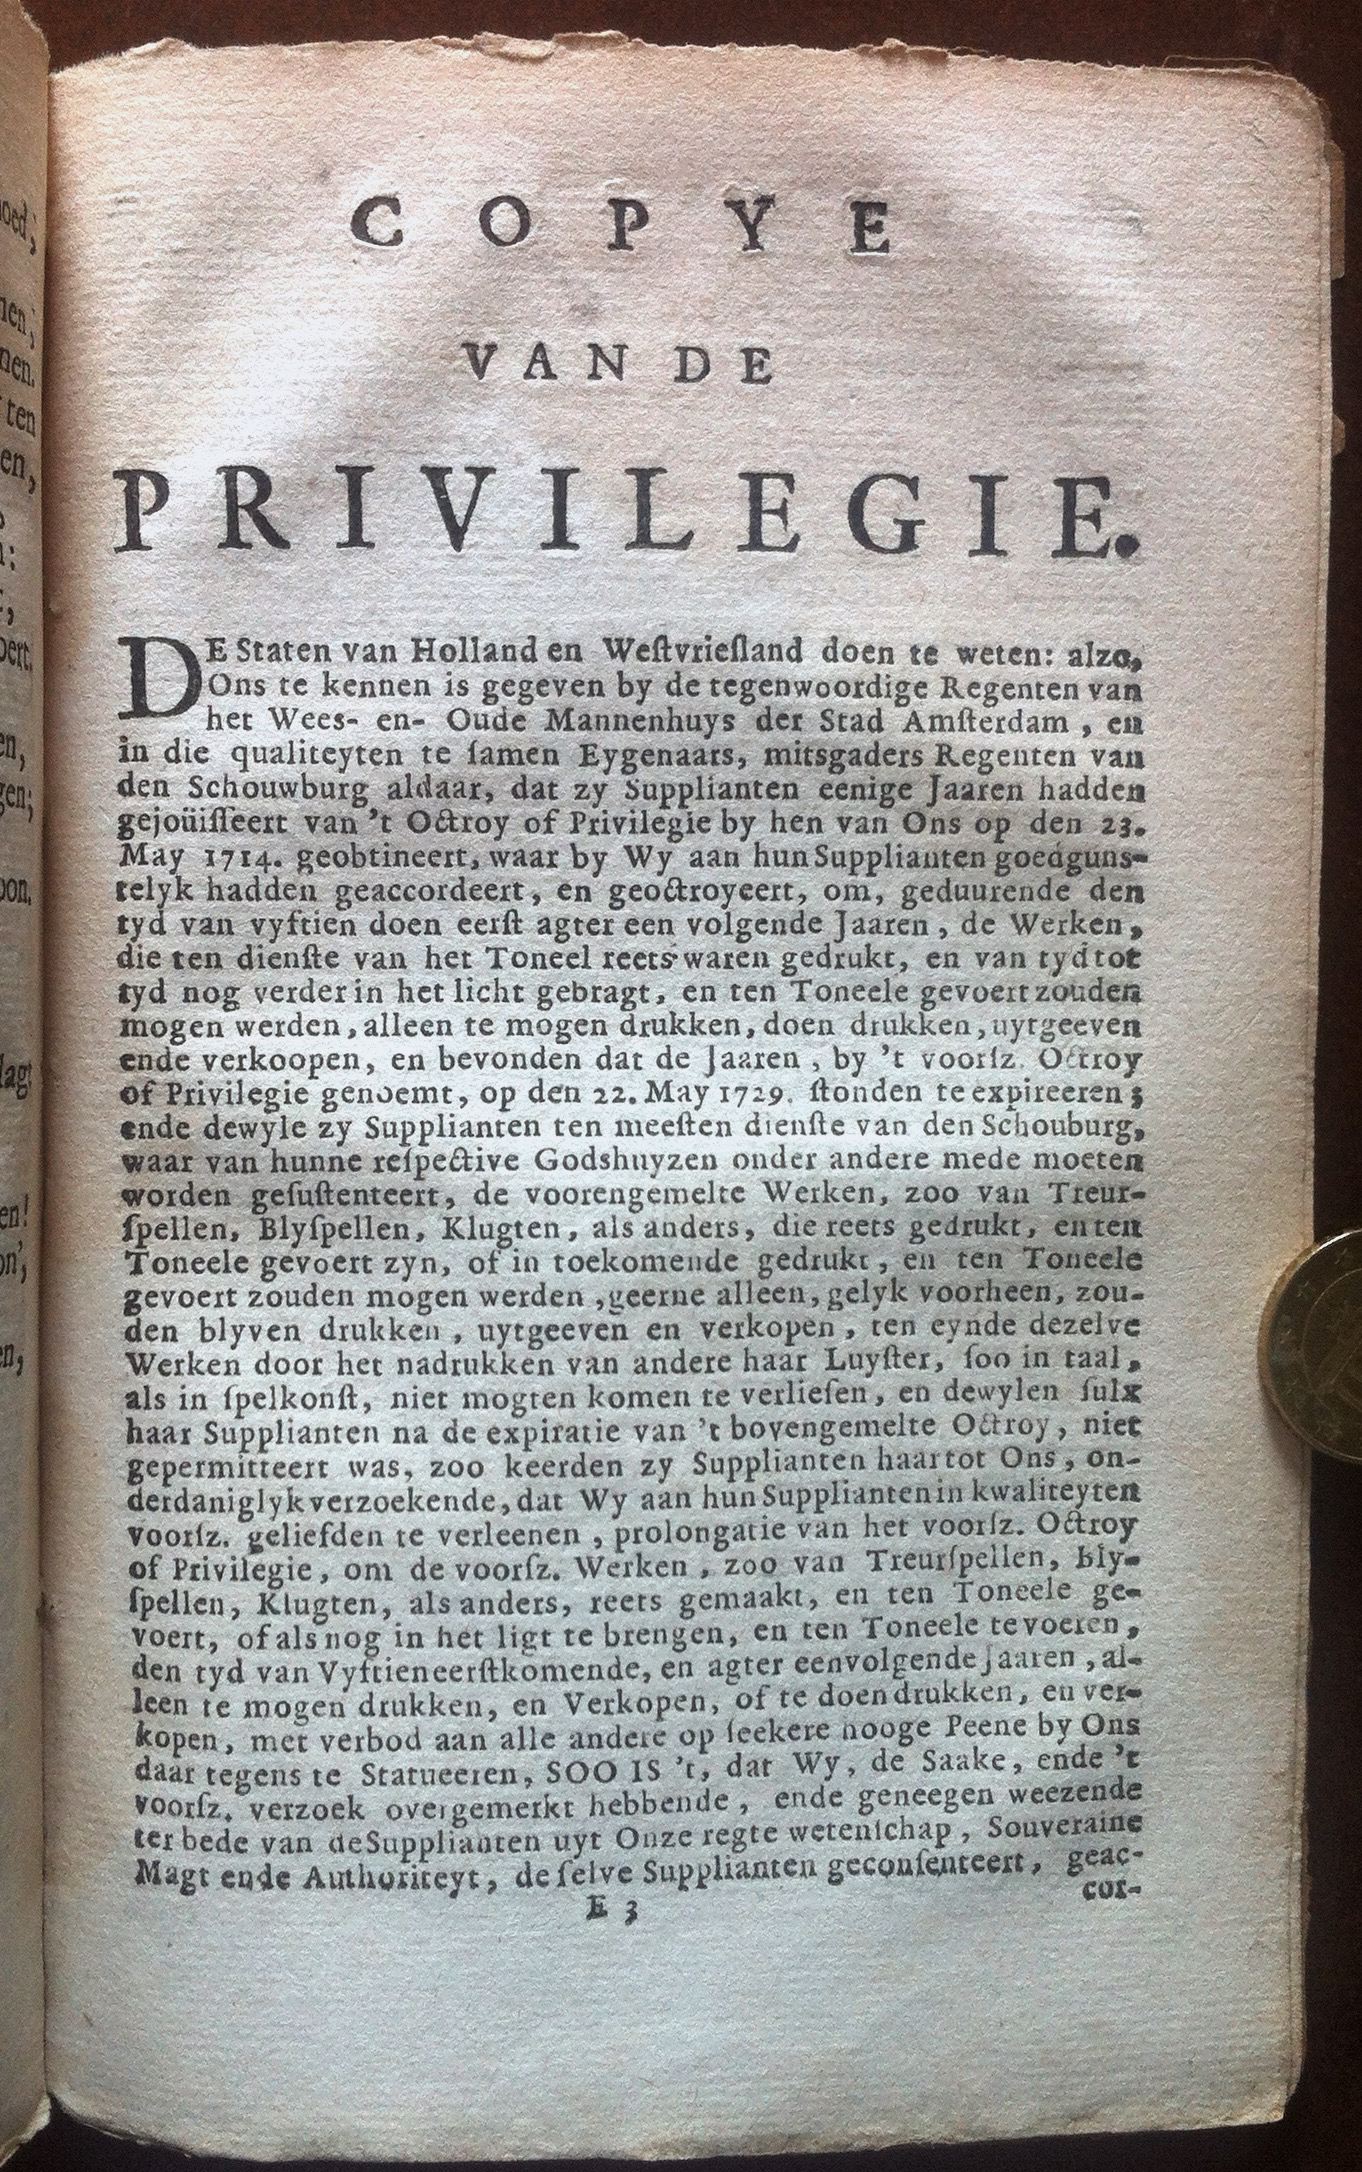 COPYE
VAN DE
PRIVILEGIE.
DE Staten van Holland en Weſtvrieſland doen te weten: alzo,
Ons te kennen is gegeven by de tegenwoordige Regenten van
het Wees- en- Oude Mannenhuys der Stad Amſterdam, en
in die qualiteyten te ſamen Eygenaars, mitsgaders Regenten van
den Schouwburg aldaar, dat zy Supplianten eenige Jaaren hadden
gejoüiſſeert van 't Octroy of Privilegie by hen van Ons op den 23.
May 1714. geobtineert, waar by Wy aan hun Supplianten goedguns-
telyk hadden geaccordeert, en geoctroyeert, om, geduurende den
tyd van vyftien doen eerſt agter een volgende Jaaren, de Werken,
die ten dienſte van het Toneel reets waren gedrukt, en van tyd tot
tyd nog verder in het licht gebragt, en ten Toneele gevoert zouden
mogen werden, alleen te mogen drukken, doen drukken, uytgeeven
ende verkoopen, en bevonden dat de Jaaren, by 't voorſz. Octroy
of Privilegie genoemt, op den 22. May 1729. ſtonden te expireeren;
ende dewyle zy Supplianten ten meeſten dienſte van den Schouburg,
waar van hunne reſpective Godshuyzen onder andere mede moeten
worden geſuſtenteert, de voorengemelte Werken, zoo van Treur-
ſpellen, Blyſpellen, Klugten, als anders, die reets gedrukt, en ten
Toneele gevoert zyn, of in toekomende gedrukt, en ten Toneele
gevoert zouden mogen werden, geerne alleen, gelyk voorheen, zou-
den blyven drukken, uytgeeven en verkopen, ten eynde dezelve
Werken door het nadrukken van andere haar Luyſter, ſoo in taal,
als in ſpelkonſt, niet mogten komen te verlieſen, en dewylen ſulx
haar Supplianten na de expiratie van 't bovengemelte Octroy, niet
gepermitteert was, zoo keerden zy Supplianten haar tot Ons, on-
derdaniglyk verzoekende, dat Wy aan hun Supplianten in kwaliteyten
voorſz. geliefden te verleenen, prolongatie van het voorſz. Octroy
of Privilegie, om de voorſz. Werken, zoo van Treurſpellen, Bly-
ſpellen, Klugten, als anders, reets gemaakt, en ten Toneele ge-
voert, of als nog in het ligt te brengen, en ten Toneele te voeren,
den tyd van Vyftien eerſtkomende, en agter eenvolgende Jaaren, al-
leen te mogen drukken, en Verkopen, of te doen drukken, en ver-
kopen, met verbod aan alle andere op ſeekere hooge Peene by Ons
daar tegens te Statueeren, SOO IS 't, dat Wy, de Saake, ende 't
voorſz. verzoek overgemerkt hebbende, ende geneegen weezende
ter bede van de Supplianten uyt Onze regte wetenſchap, Souveraine
Magt ende Authoriteyt, de ſelve Supplianten geconſenteert, geac-
cor-
E 3
oed;
nen;
nen.
ten
en,